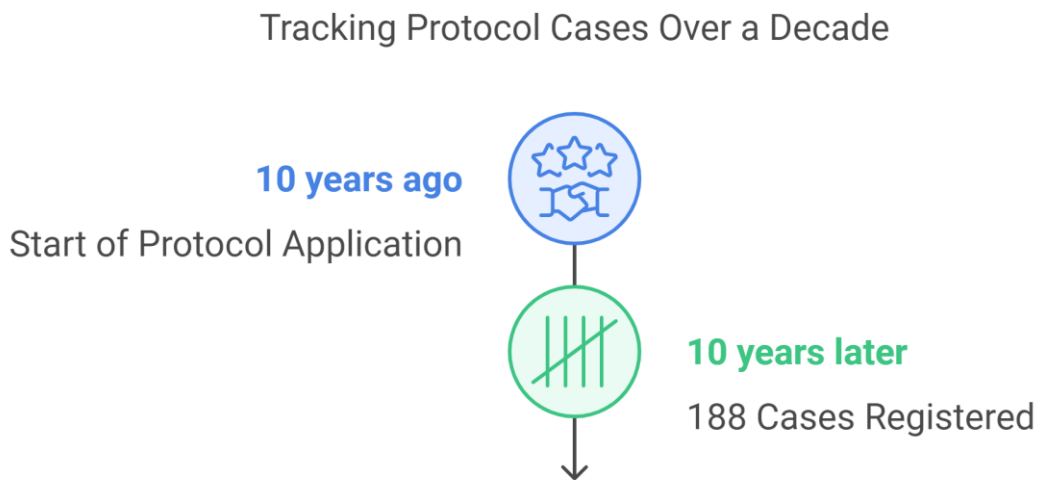 Tracking Protocol Cases Over a Decade
10 years ago
Start of Protocol Application
10 years later
188 Cases Registered